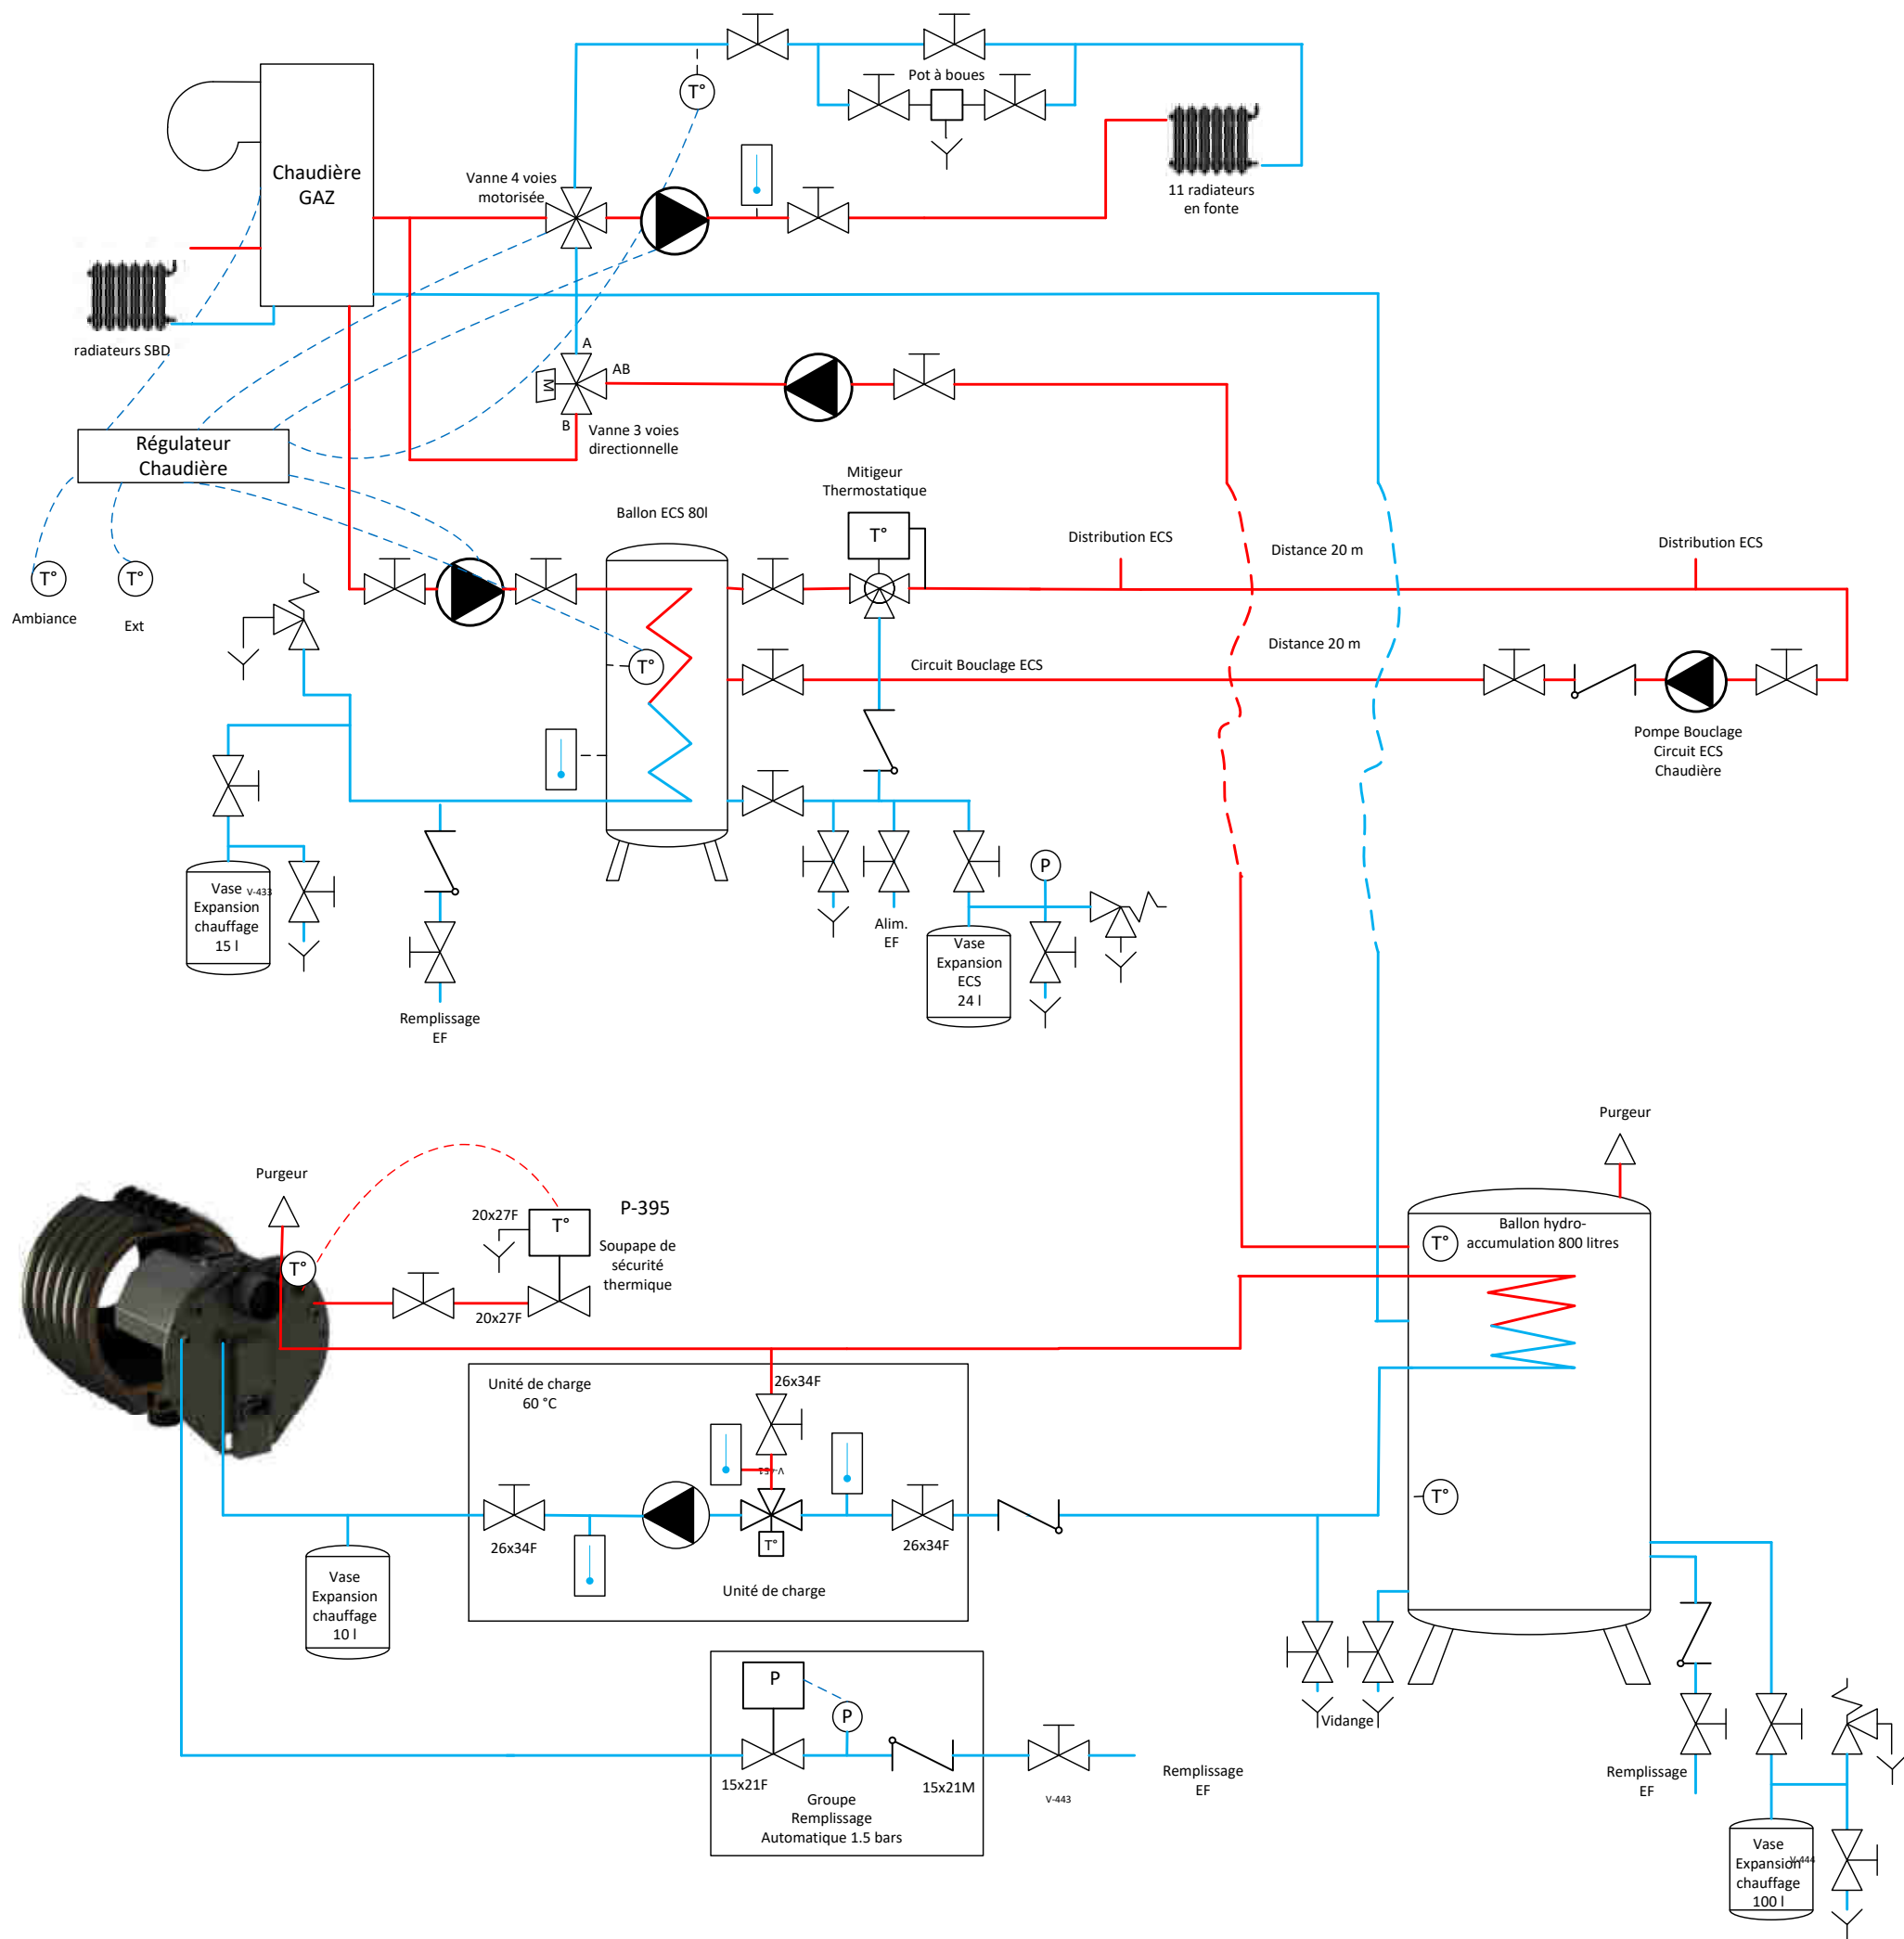 Pot à boues
T°
Chaudière
GAZ
Vanne 4 voies
motorisée
11 radiateurs
en fonte
radiateurs SBD
A
AB
M
B
Vanne 3 voies
directionnelle
Régulateur
Chaudière
Mitigeur
Thermostatique
Ballon ECS 80l
T°
Distribution ECS
Distance 20 m
Distribution ECS
T°
Ambiance
T°
Ext
T°
Circuit Bouclage ECS
Distance 20 m
Pompe Bouclage
Circuit ECS
Chaudière
Vase
V-433
Expansion
chauffage
15 l
P
Alim.
EF
Vase
Expansion
ECS
24 l
Remplissage
EF
Purgeur
Purgeur
20x27F
T°
P-395
Soupape de
sécurité
thermique
T°
20x27F
T°
Ballon hydro-
accumulation 800 litres
Unité de charge
60 °C
26x34F
26x34F
T°
26x34F
Unité de charge
T°
Vase
Expansion
chauffage
10 l
P
P
15x21F
15x21M
Groupe
Remplissage
Automatique 1.5 bars
V-443
Remplissage
EF
Vidange
Remplissage
EF
Vase
Expansion
V-444
chauffage
100 l